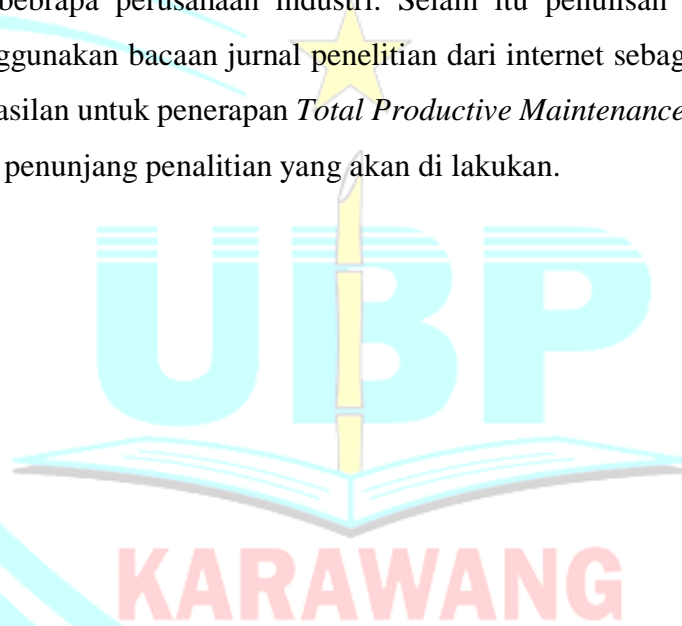 bebrapa perusahaan industri. Selain itu penulisan
ggunakan bacaan jurnal penelitian dari internet sebag
asilan untuk penerapan Total Productive Maintenance
penunjang penalitian yang akan di lakukan.
UBP
KARAWANG